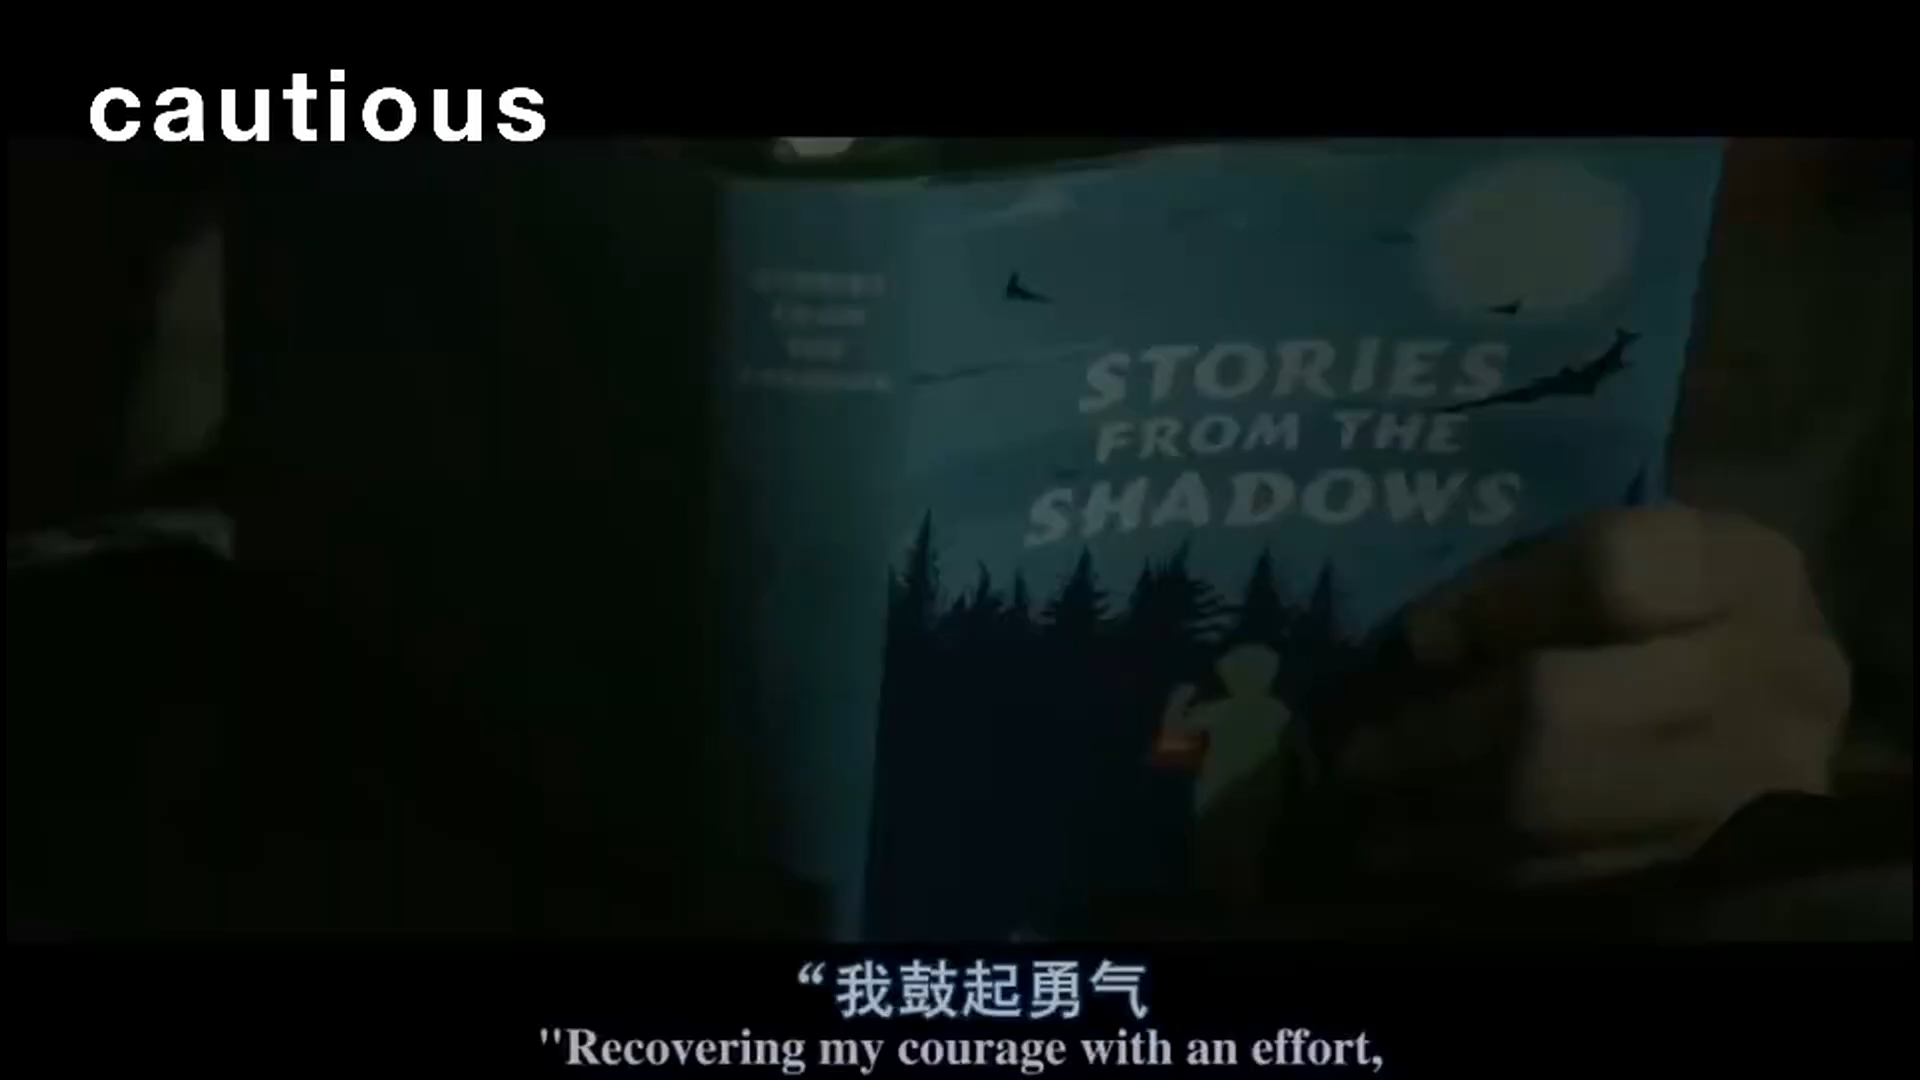 cautious
STORIES
FROM THE
SHADOWS
“我鼓起勇气
"Recovering my courage with an effort,